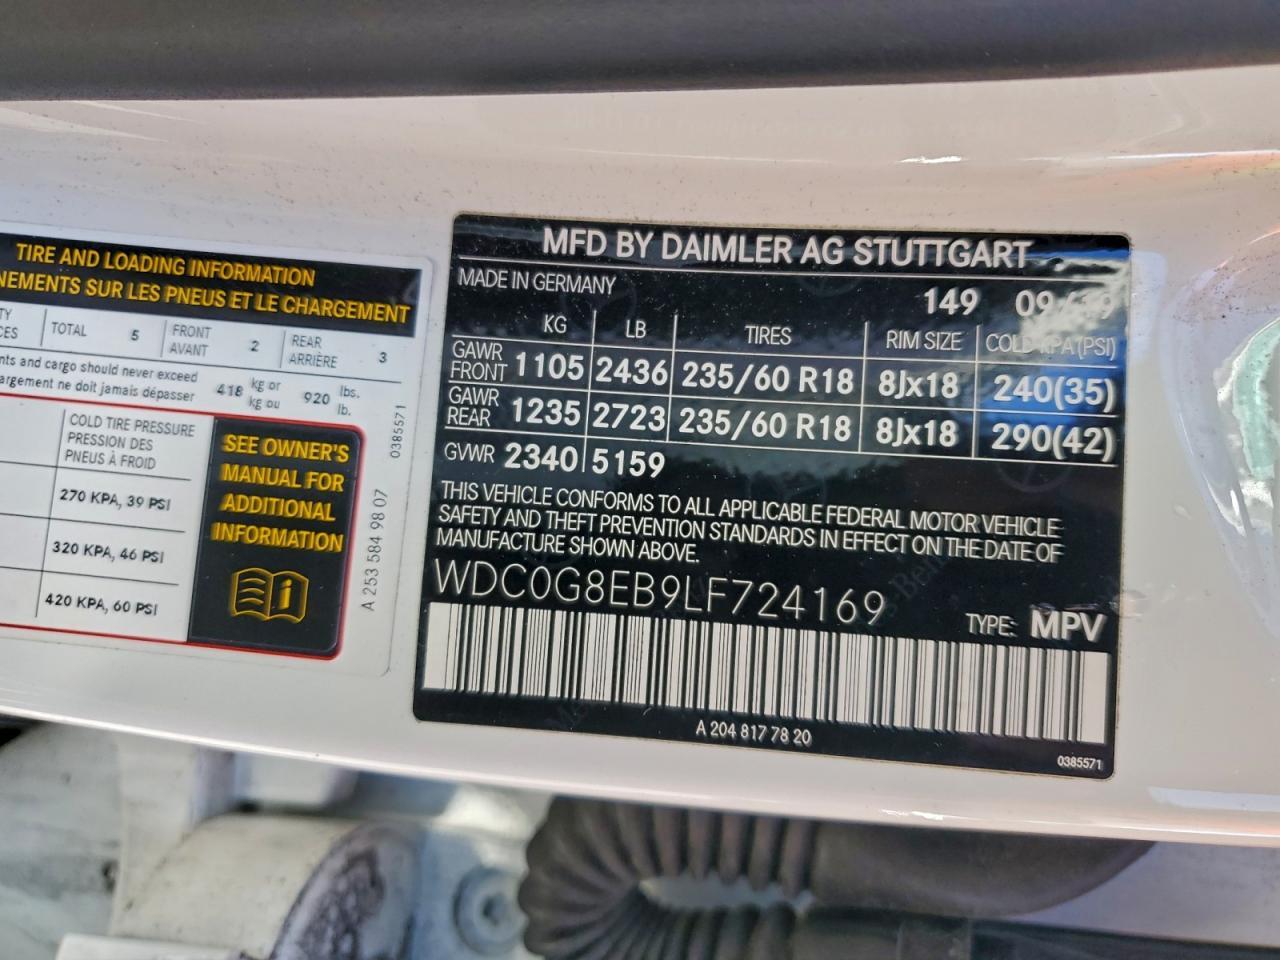 TIRE AND LOADING INFORMATION
NEMENTS SUR LES PNEUS ET LE CHARGEMENT
TOTAL 5 FRONT AVANT 2 REAR ARRIÈRE 3
nts and cargo should never exceed
argement ne doit jamais dépasser
418 kg or kg ou 920 lbs. lb.
COLD TIRE PRESSURE
PRESSION DES
PNEUS À FROID
270 KPA, 39 PSI
320 KPA, 46 PSI
420 KPA, 60 PSI
SEE OWNER'S
MANUAL FOR
ADDITIONAL
INFORMATION
0385571
A 253 584 98 07
MFD BY DAIMLER AG STUTTGART
MADE IN GERMANY
149 09/19
KG LB TIRES RIM SIZE COLD KPA(PSI)
GAWR FRONT 1105 2436 235/60 R18 8Jx18 240(35)
GAWR REAR 1235 2723 235/60 R18 8Jx18 290(42)
GVWR 2340 5159
THIS VEHICLE CONFORMS TO ALL APPLICABLE FEDERAL MOTOR VEHICLE
SAFETY AND THEFT PREVENTION STANDARDS IN EFFECT ON THE DATE OF
MANUFACTURE SHOWN ABOVE.
WDC0G8EB9LF724169
TYPE: MPV
A 204 817 78 20
0385571